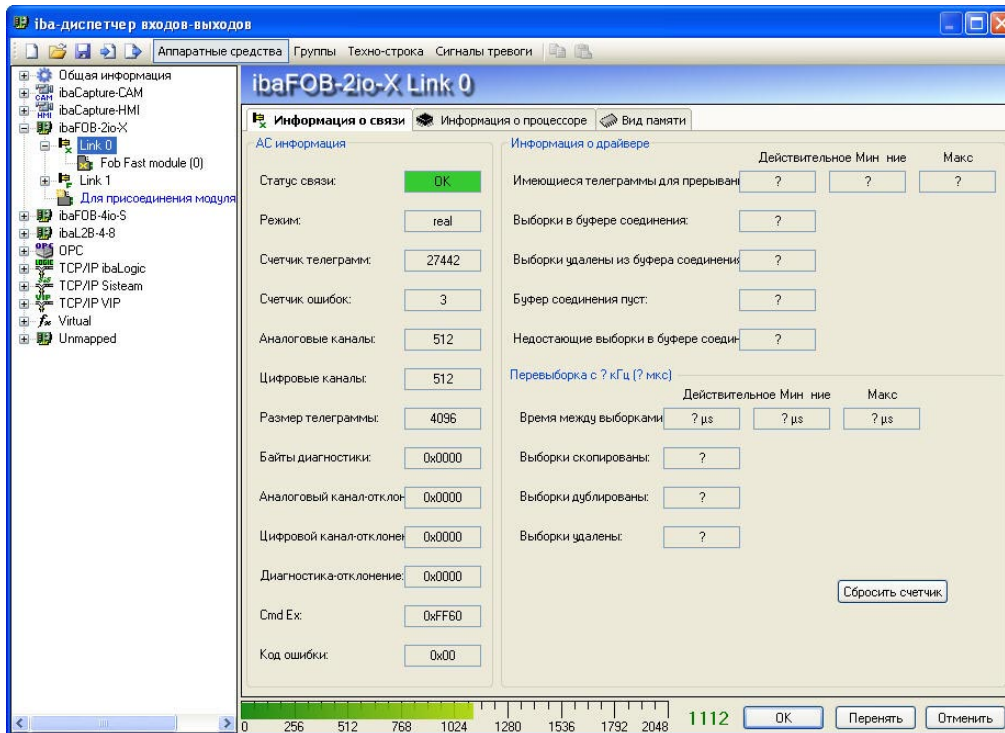 iba-диспетчер входов-выходов
Аппаратные средства Группы Техно-строка Сигналы тревоги
Общая информация
ibaCapture-CAM
ibaCapture-HMI
ibaFOB-2io-X
Link 0
Fob Fast module (0)
Link 1
Для присоединения модуля
ibaFOB-4io-S
ibaL2B-4-8
OPC
TCP/IP ibaLogic
TCP/IP Sisteam
TCP/IP VIP
Virtual
Unmapped
ibaFOB-2io-X Link 0
Информация о связи Информация о процессоре Вид памяти
АС информация
Статус связи: OK
Режим: real
Счетчик телеграмм: 27442
Счетчик ошибок: 3
Аналоговые каналы: 512
Цифровые каналы: 512
Размер телеграммы: 4096
Байты диагностики: 0x0000
Аналоговый канал-отклон 0x0000
Цифровой канал-отклонен 0x0000
Диагностика-отклонение: 0x0000
Cmd Ex: 0xFF60
Код ошибки: 0x00
Информация о драйвере
Действительное Мин ние Макс
Имеющиеся телеграммы для прерыван ? ? ?
Выборки в буфере соединения: ?
Выборки удалены из буфера соединения ?
Буфер соединения пуст: ?
Недостающие выборки в буфере соедин ?
Перевыборка с ? кГц (? мкс)
Действительное Мин ние Макс
Время между выборками ? µs ? µs ? µs
Выборки скопированы: ?
Выборки дублированы: ?
Выборки удалены: ?
Сбросить счетчик
0 256 512 768 1024 1280 1536 1792 2048 1112 OK Перенять Отменить